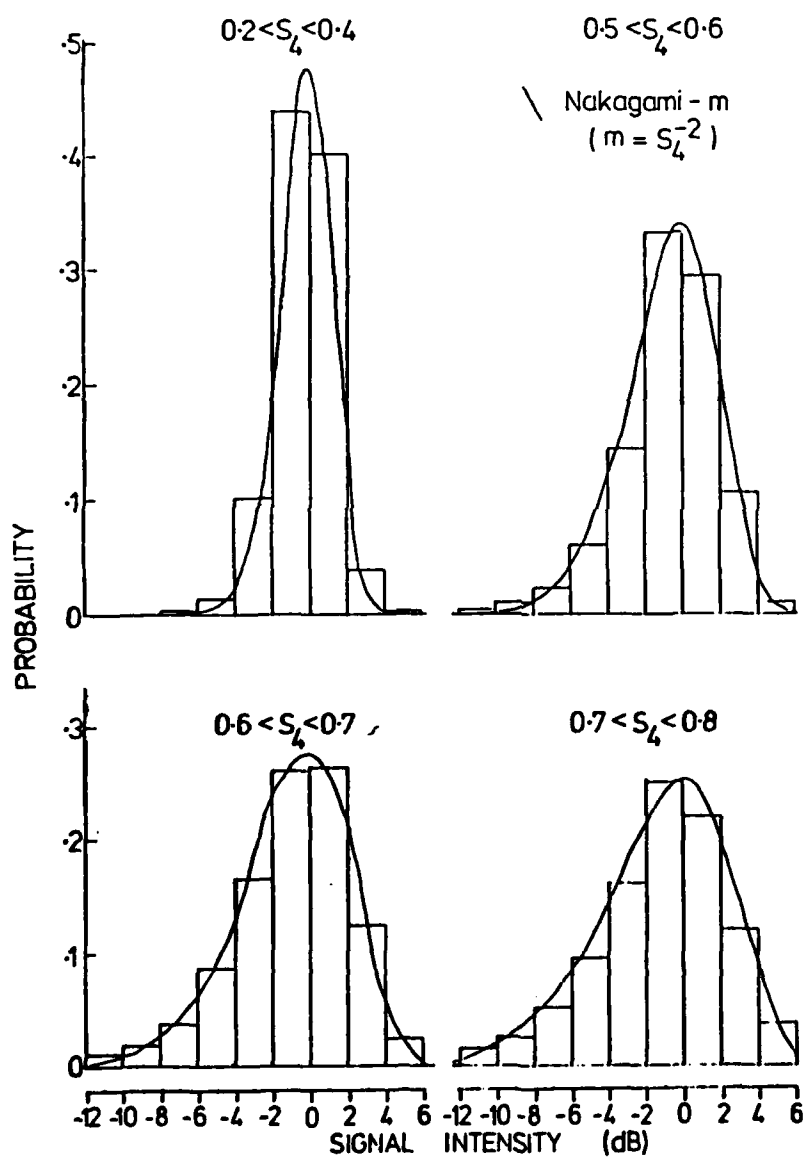 0·2<S4<0·4
0·5<S4<0·6
Nakagami - m
( m = S4^-2 )
·5
·4
·3
·2
·1
0
PROBABILITY
0·6<S4<0·7
0·7<S4<0·8
·3
·2
·1
0
-12 -10 -8 -6 -4 -2 0 2 4 6
-12 -10 -8 -6 -4 -2 0 2 4 6
SIGNAL INTENSITY (dB)